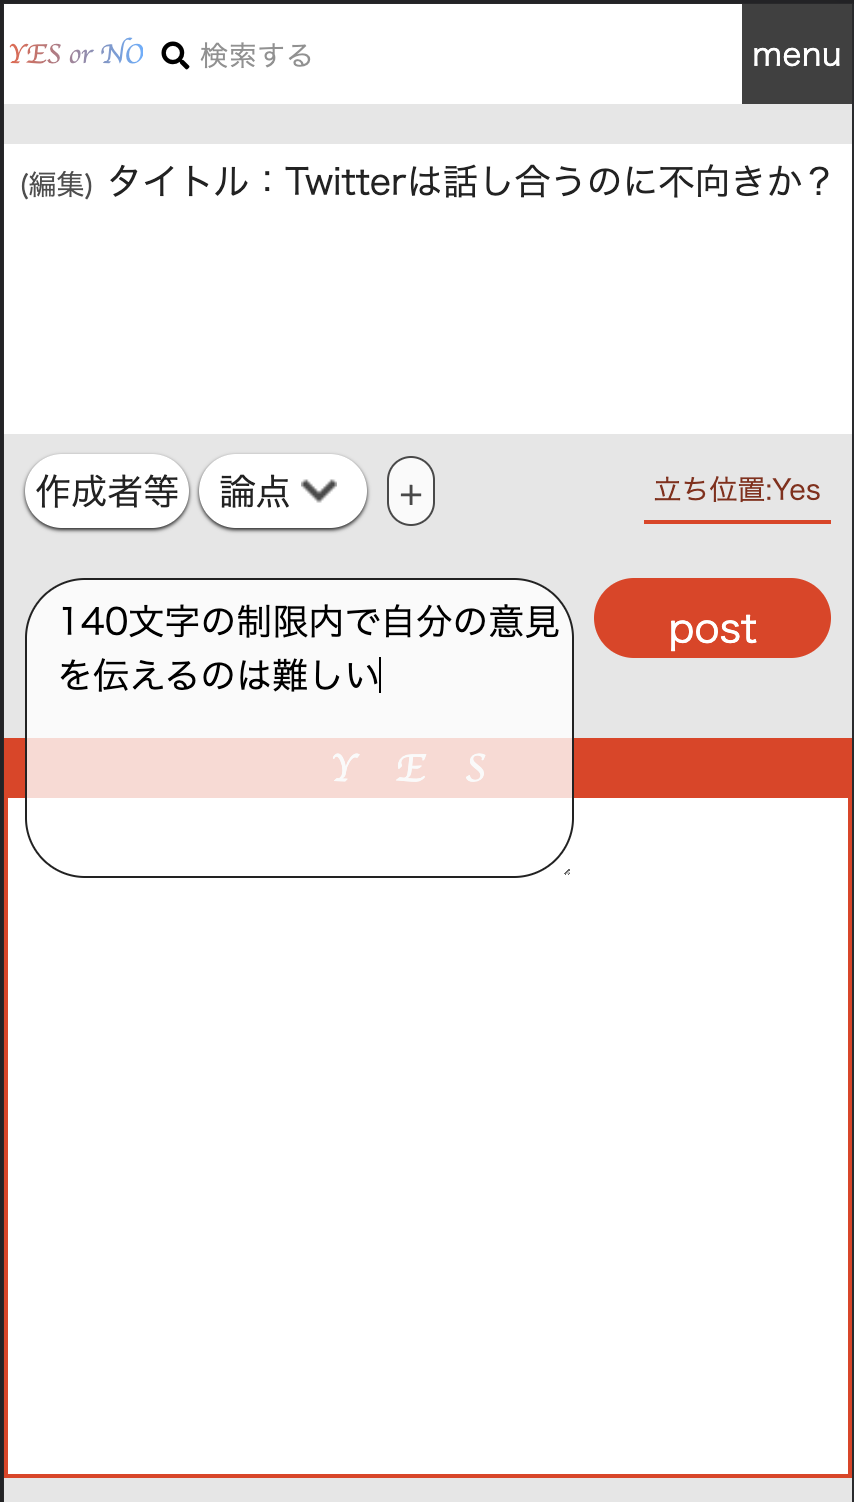 YES or NO 検索する menu
(編集) タイトル：Twitterは話し合うのに不向きか？
作成者等 論点 + 立ち位置:Yes
140文字の制限内で自分の意見
を伝えるのは難しい
post
Y E S